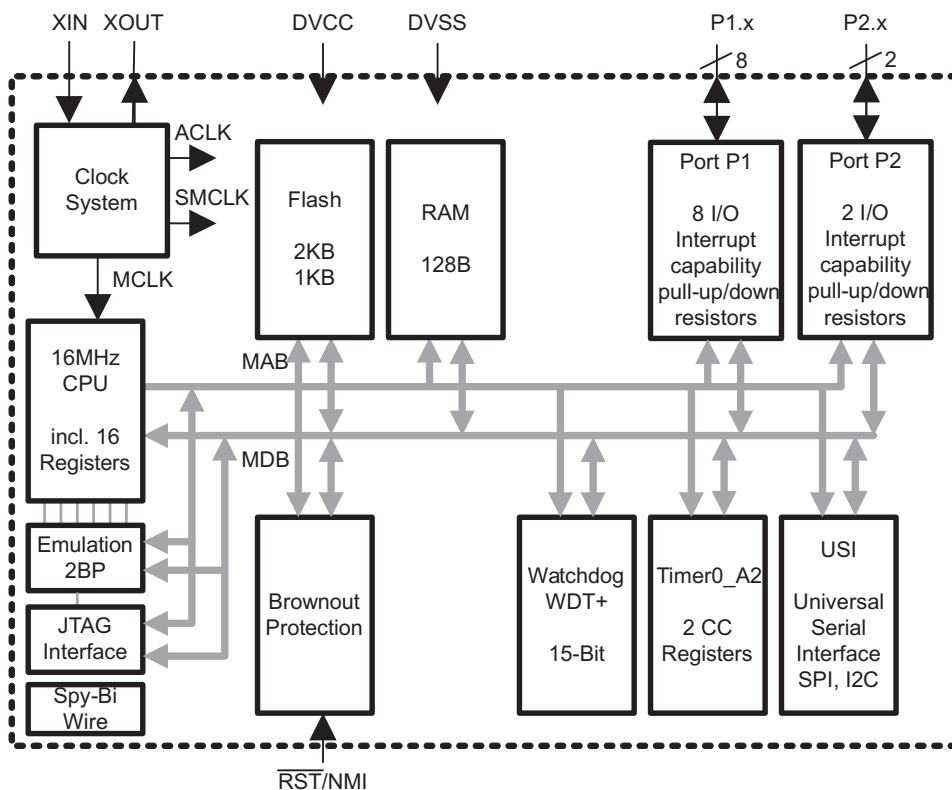 XIN
XOUT
DVCC
DVSS
P1.x
P2.x
8
2
ACLK
Clock
System
SMCLK
MCLK
Flash
2KB
1KB
RAM
128B
Port P1
8 I/O
Interrupt
capability
pull-up/down
resistors
Port P2
2 I/O
Interrupt
capability
pull-up/down
resistors
16MHz
CPU
incl. 16
Registers
MAB
MDB
Emulation
2BP
JTAG
Interface
Spy-Bi
Wire
Brownout
Protection
Watchdog
WDT+
15-Bit
Timer0_A2
2 CC
Registers
USI
Universal
Serial
Interface
SPI, I2C
RST/NMI